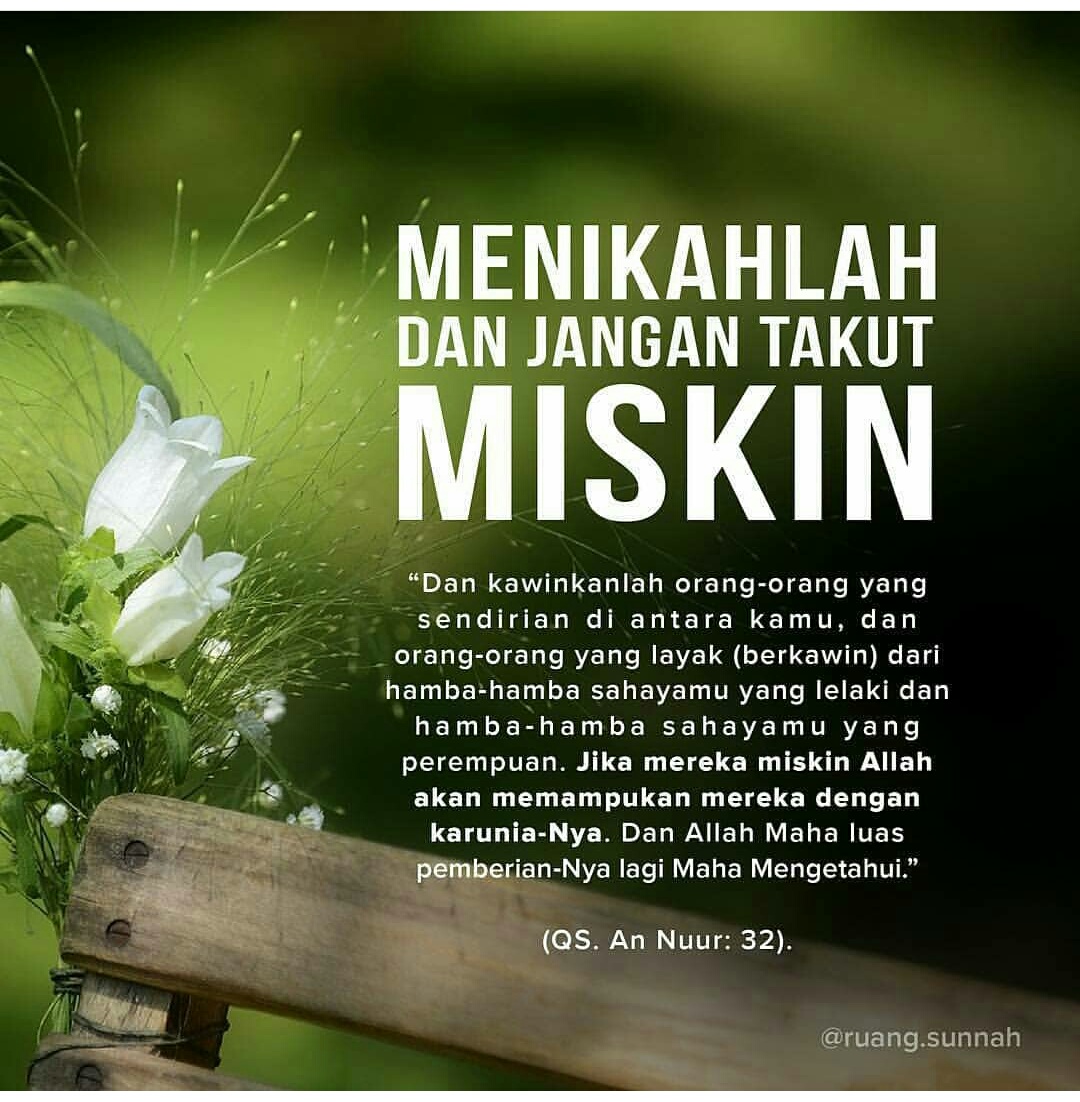 MENIKAHLAH
DAN JANGAN TAKUT
MISKIN
“Dan kawinkanlah orang-orang yang
sendirian di antara kamu, dan
orang-orang yang layak (berkawin) dari
hamba-hamba sahayamu yang lelaki dan
hamba-hamba sahayamu yang
perempuan. Jika mereka miskin Allah
akan memampukan mereka dengan
karunia-Nya. Dan Allah Maha luas
pemberian-Nya lagi Maha Mengetahui.”
(QS. An Nuur: 32).
@ruang.sunnah